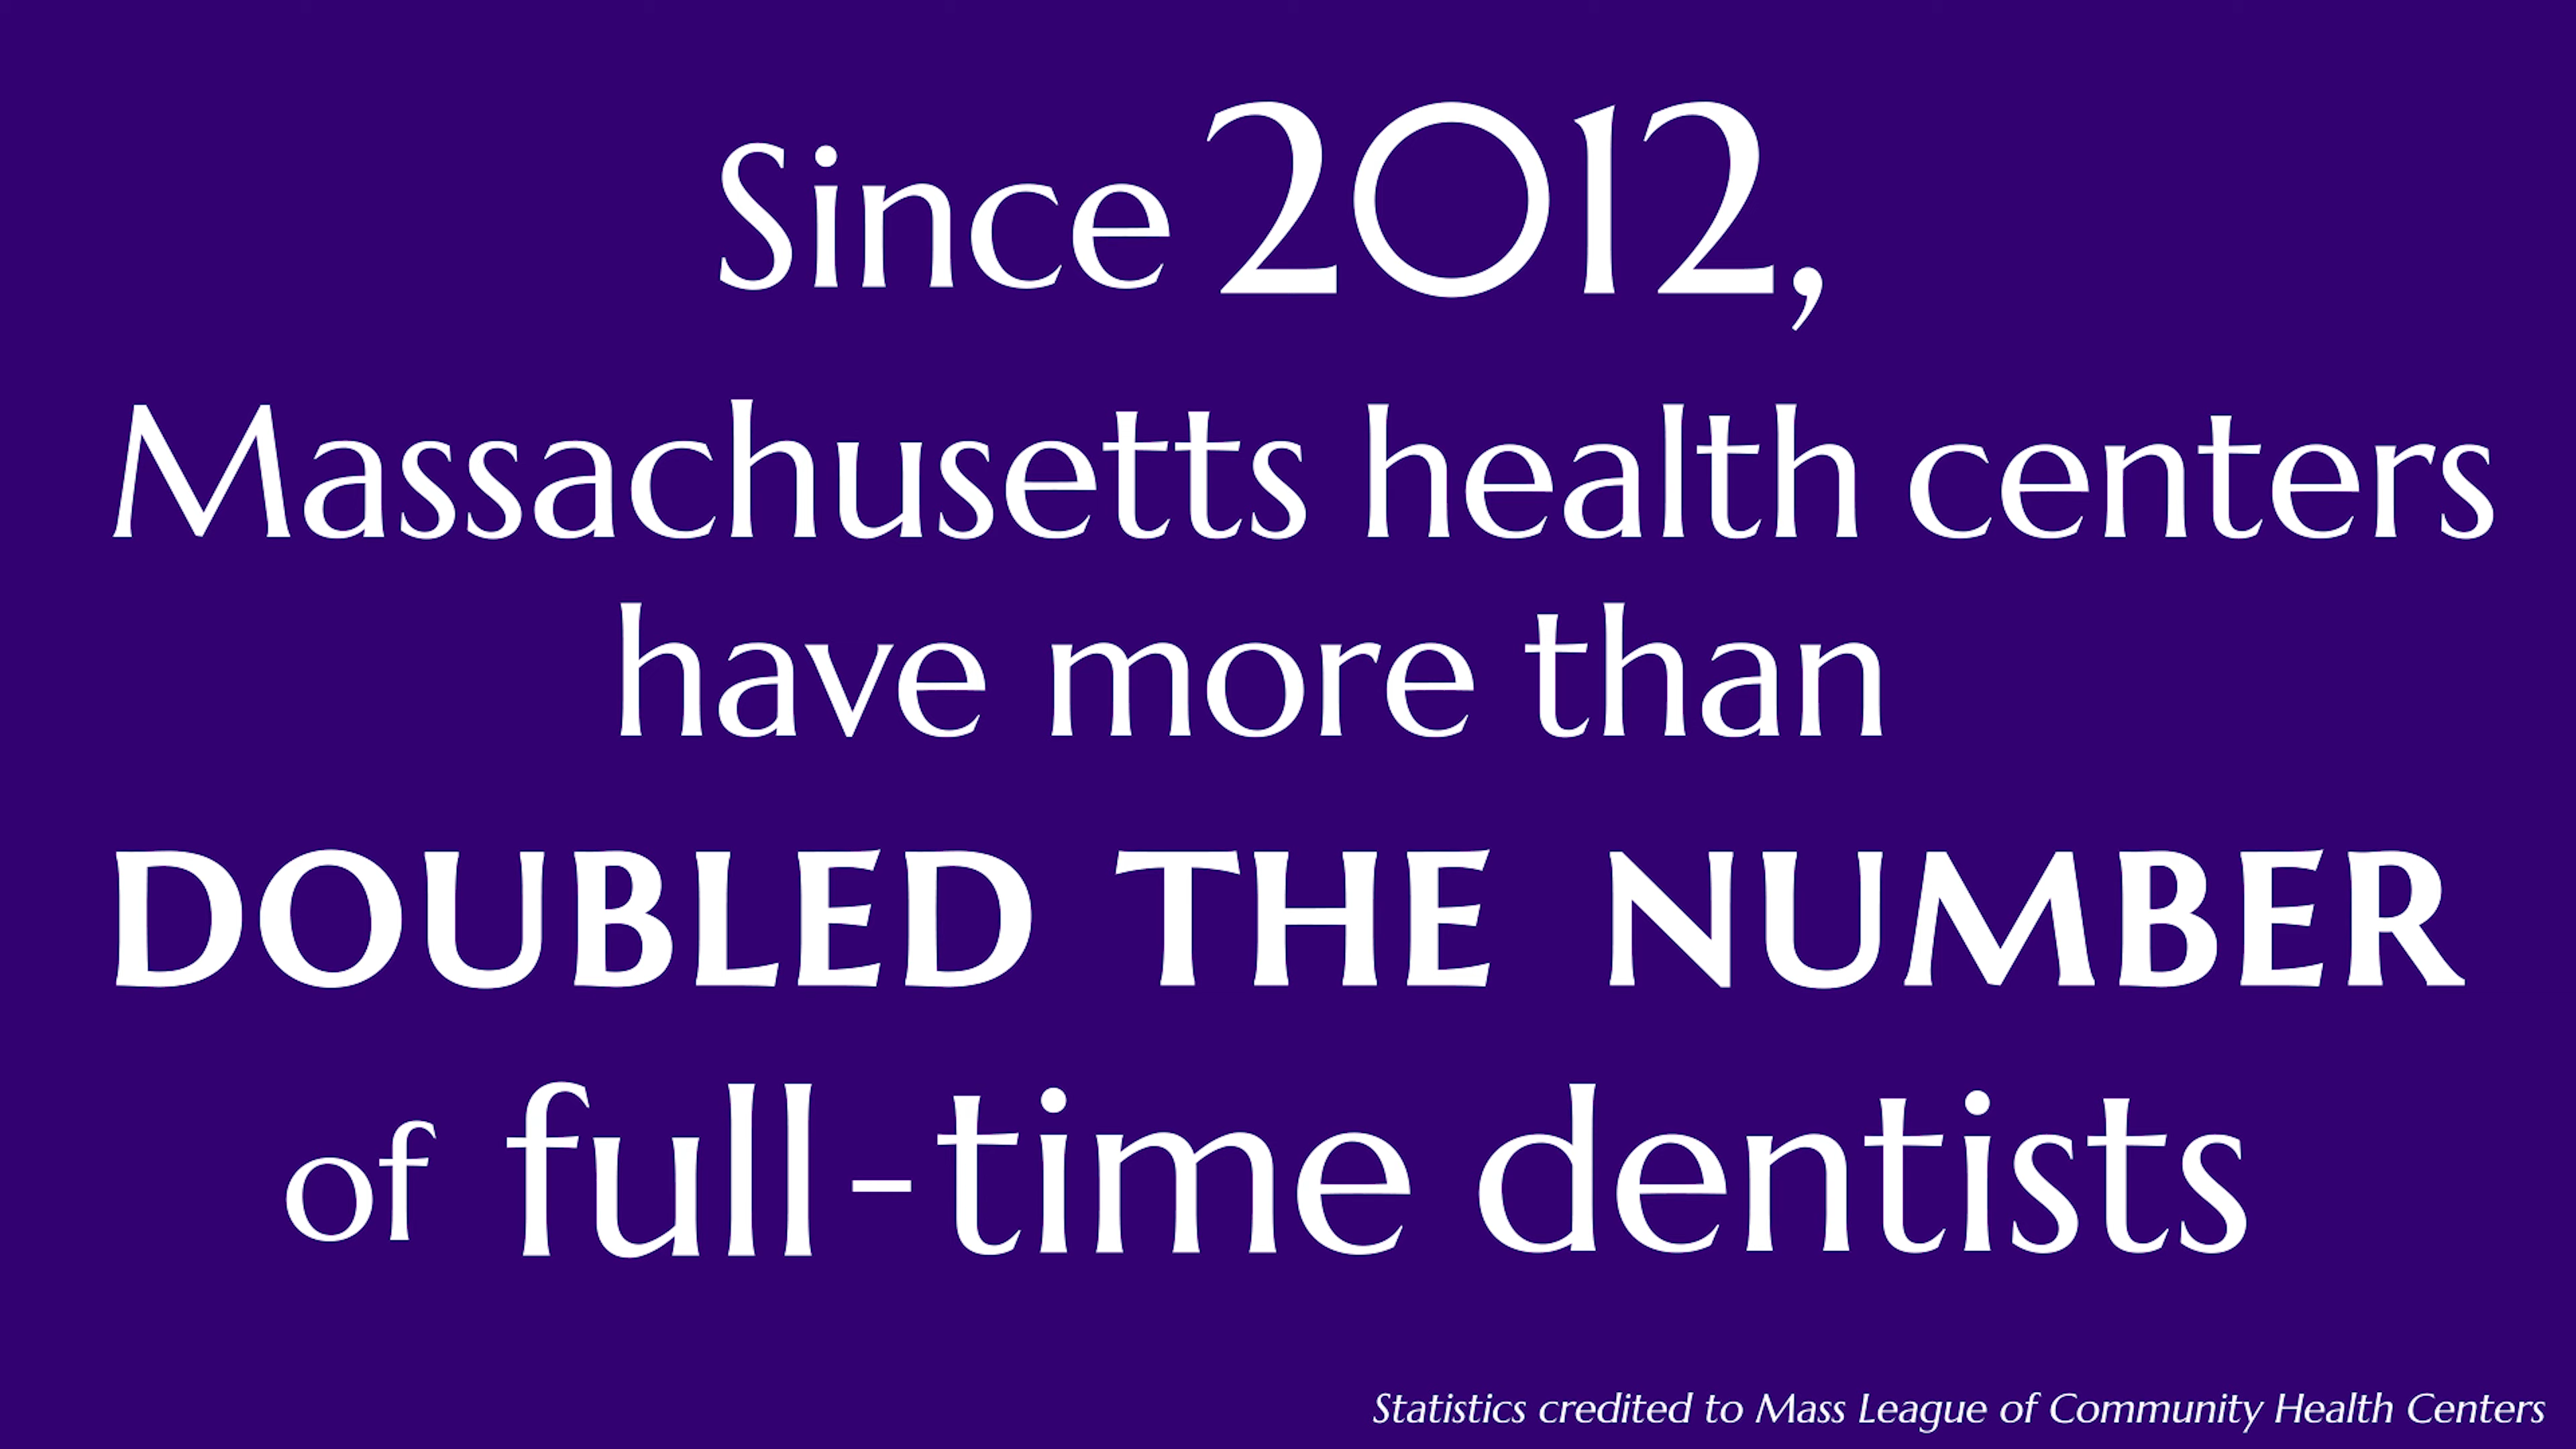 Since 2012,
Massachusetts health centers
have more than
DOUBLED THE NUMBER
of full-time dentists
Statistics credited to Mass League of Community Health Centers